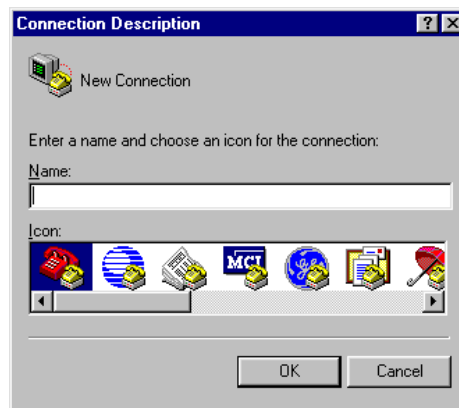 Connection Description
New Connection
Enter a name and choose an icon for the connection:
Name:
Icon:
MCI
OK Cancel